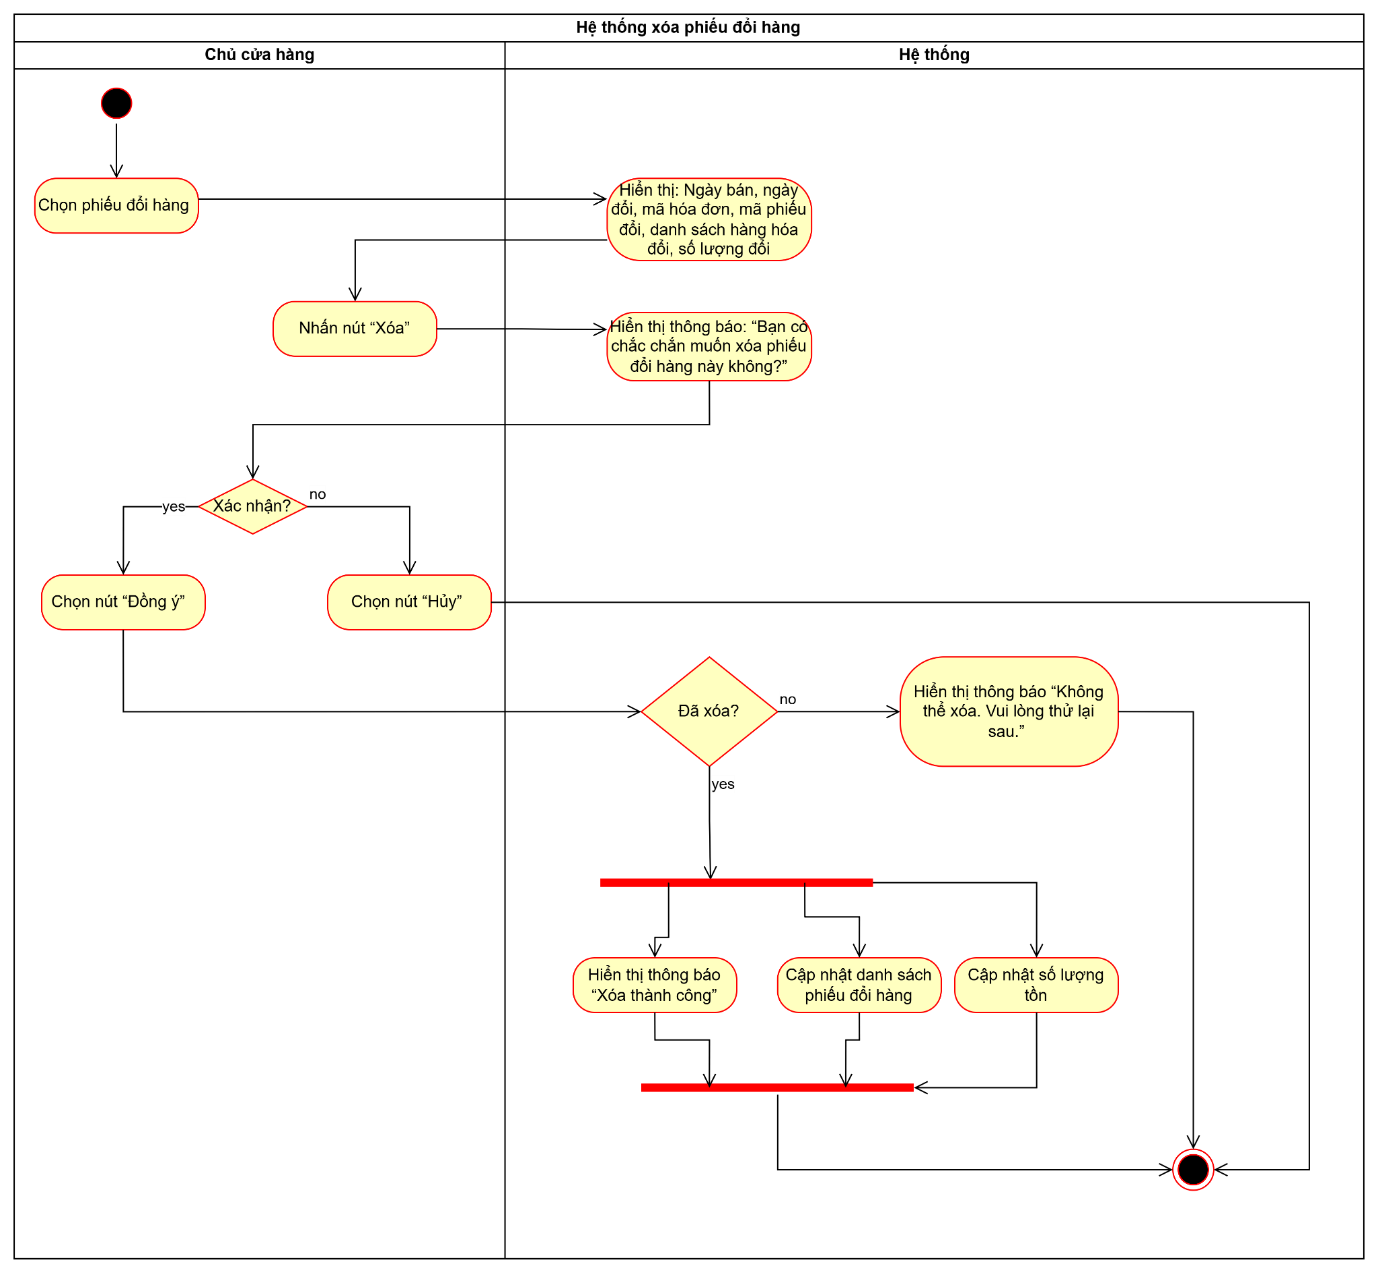 Hệ thống xóa phiếu đổi hàng
Chủ cửa hàng
Hệ thống
Chọn phiếu đổi hàng
Hiển thị: Ngày bán, ngày
đổi, mã hóa đơn, mã phiếu
đổi, danh sách hàng hóa
đổi, số lượng đổi
Nhấn nút “Xóa”
Hiển thị thông báo: “Bạn có
chắc chắn muốn xóa phiếu
đổi hàng này không?”
Xác nhận?
yes
no
Chọn nút “Đồng ý”
Chọn nút “Hủy”
Đã xóa?
no
Hiển thị thông báo “Không
thể xóa. Vui lòng thử lại
sau.”
yes
Hiển thị thông báo
“Xóa thành công”
Cập nhật danh sách
phiếu đổi hàng
Cập nhật số lượng
tồn